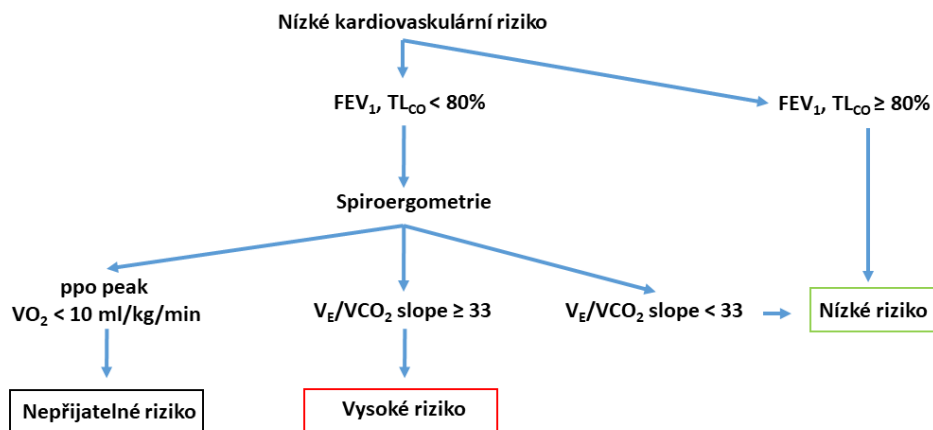 Nízké kardiovaskulární riziko
FEV₁, TLCO < 80%
FEV₁, TLCO ≥ 80%
Spiroergometrie
ppo peak
VO₂ < 10 ml/kg/min
VE/VCO₂ slope ≥ 33
VE/VCO₂ slope < 33
Nízké riziko
Nepřijatelné riziko
Vysoké riziko